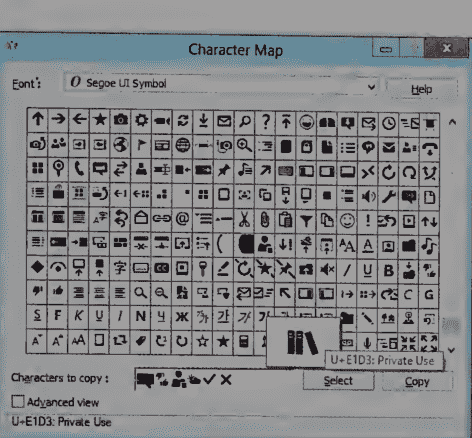 Character Map
Font: Segoe UI Symbol Help
U+E1D3: Private Use
Characters to copy : Select Copy
Advanced view
U+E1D3: Private Use